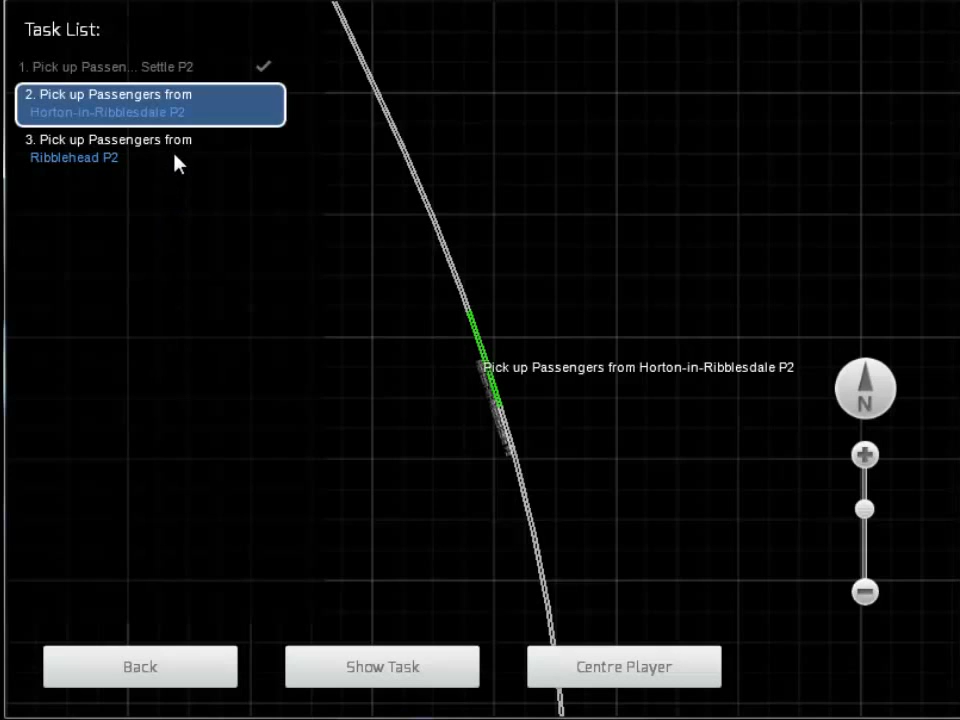 Task List:
1. Pick up Passen... Settle P2
2. Pick up Passengers from
Horton-in-Ribblesdale P2
3. Pick up Passengers from
Ribblehead P2
Pick up Passengers from Horton-in-Ribblesdale P2
N
Back
Show Task
Centre Player